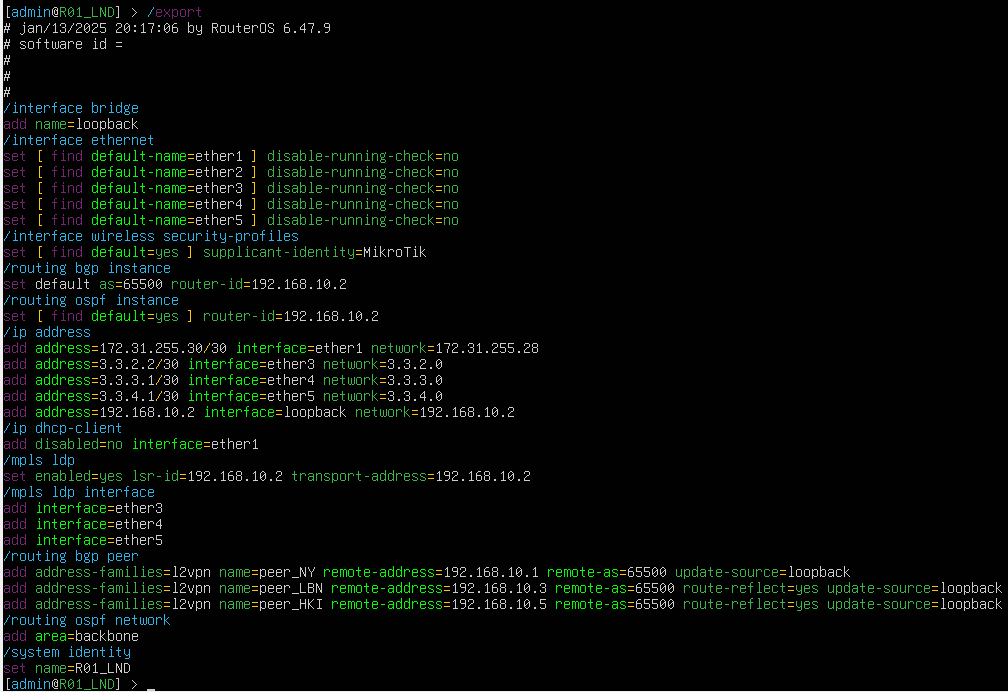 [admin@R01_LND] > /export
# jan/13/2025 20:17:06 by RouterOS 6.47.9
# software id =
#
#
#
/interface bridge
add name=loopback
/interface ethernet
set [ find default-name=ether1 ] disable-running-check=no
set [ find default-name=ether2 ] disable-running-check=no
set [ find default-name=ether3 ] disable-running-check=no
set [ find default-name=ether4 ] disable-running-check=no
set [ find default-name=ether5 ] disable-running-check=no
/interface wireless security-profiles
set [ find default=yes ] supplicant-identity=MikroTik
/routing bgp instance
set default as=65500 router-id=192.168.10.2
/routing ospf instance
set [ find default=yes ] router-id=192.168.10.2
/ip address
add address=172.31.255.30/30 interface=ether1 network=172.31.255.28
add address=3.3.2.2/30 interface=ether3 network=3.3.2.0
add address=3.3.3.1/30 interface=ether4 network=3.3.3.0
add address=3.3.4.1/30 interface=ether5 network=3.3.4.0
add address=192.168.10.2 interface=loopback network=192.168.10.2
/ip dhcp-client
add disabled=no interface=ether1
/mpls ldp
set enabled=yes lsr-id=192.168.10.2 transport-address=192.168.10.2
/mpls ldp interface
add interface=ether3
add interface=ether4
add interface=ether5
/routing bgp peer
add address-families=l2vpn name=peer_NY remote-address=192.168.10.1 remote-as=65500 update-source=loopback
add address-families=l2vpn name=peer_LBN remote-address=192.168.10.3 remote-as=65500 route-reflect=yes update-source=loopback
add address-families=l2vpn name=peer_HKI remote-address=192.168.10.5 remote-as=65500 route-reflect=yes update-source=loopback
/routing ospf network
add area=backbone
/system identity
set name=R01_LND
[admin@R01_LND] > _